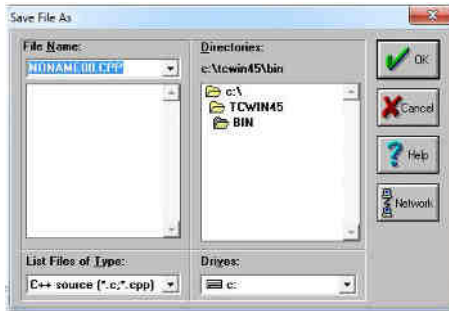 Save File As
File Name:
NONAME00.CPP
Directories:
c:\tcwin45\bin
c:\
TCWIN45
BIN
OK
Cancel
Help
Network
List Files of Type:
C++ source (*.c;*.cpp)
Drives:
c: